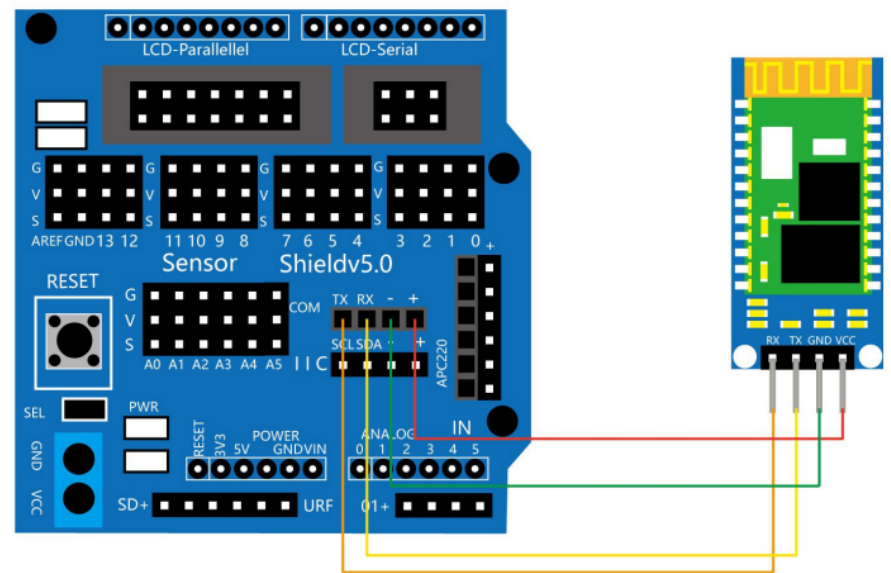 LCD-Parallellel LCD-Serial
G G G G
V V V V
S S S S
AREF GND 13 12 11 10 9 8 7 6 5 4 3 2 1 0 +
Sensor Shieldv5.0
RESET
G
V
S
A0 A1 A2 A3 A4 A5
COM TX RX - +
SCL SDA - +
IIC
APC220
RX TX GND VCC
SEL PWR
GND
VCC
RESET 3V3 5V POWER GND VIN
ANALOG IN
0 1 2 3 4 5
SD+ URF 01+